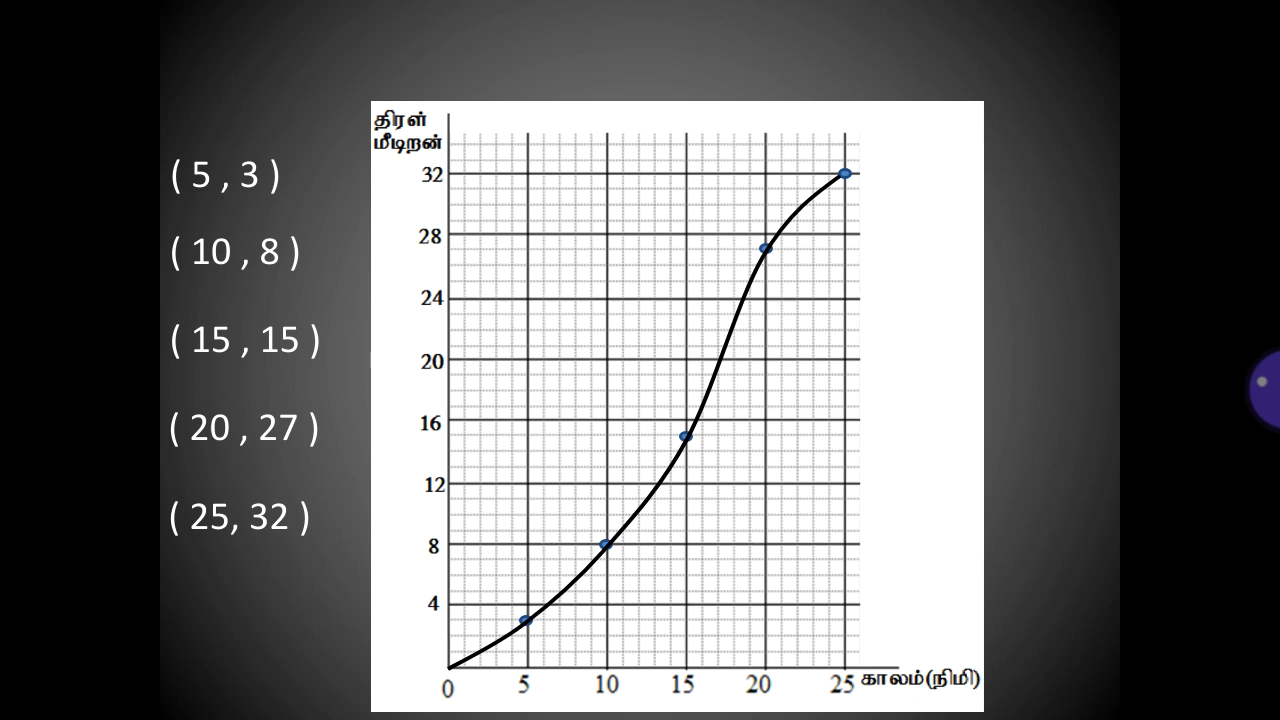 ( 5 , 3 )
( 10 , 8 )
( 15 , 15 )
( 20 , 27 )
( 25, 32 )
திரள்
மீடிறன்
32
28
24
20
16
12
8
4
0 5 10 15 20 25 காலம்(நிமி)